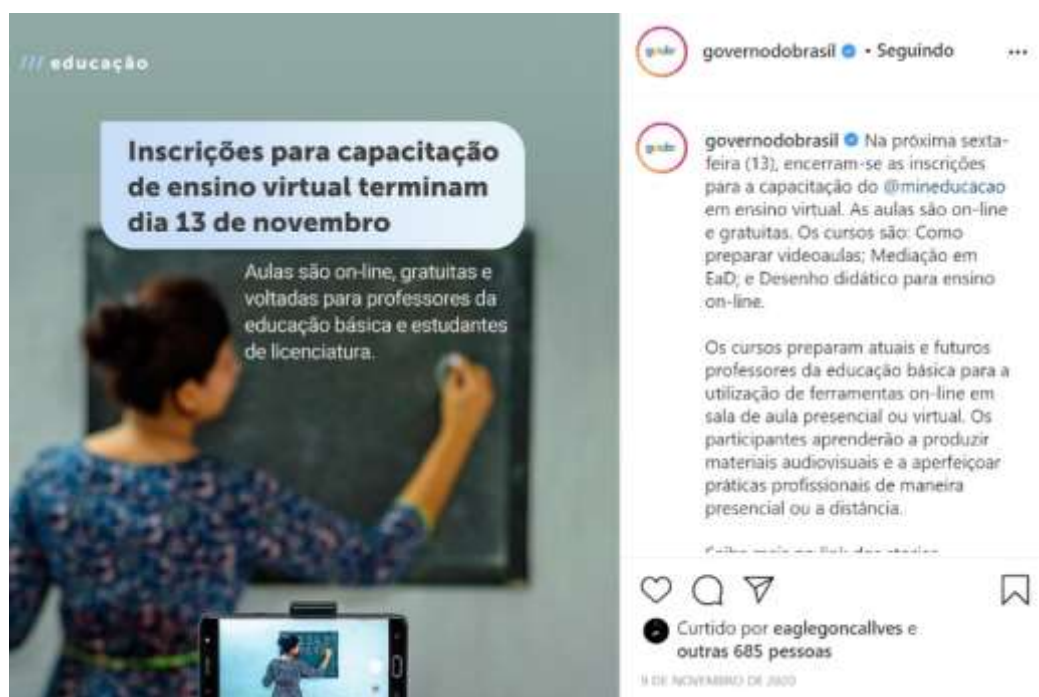 /// educação
Inscrições para capacitação
de ensino virtual terminam
dia 13 de novembro
Aulas são on-line, gratuitas e
voltadas para professores da
educação básica e estudantes
de licenciatura.
governodobrasil • Seguindo
governodobrasil Na próxima sexta-
feira (13), encerram-se as inscrições
para a capacitação do @mineducacao
em ensino virtual. As aulas são on-line
e gratuitas. Os cursos são: Como
preparar videoaulas; Mediação em
EaD; e Desenho didático para ensino
on-line.
Os cursos preparam atuais e futuros
professores da educação básica para a
utilização de ferramentas on-line em
sala de aula presencial ou virtual. Os
participantes aprenderão a produzir
materiais audiovisuais e a aperfeiçoar
práticas profissionais de maneira
presencial ou a distância.
Curtido por eaglegoncallves e
outras 685 pessoas
9 DE NOVEMBRO DE 2020